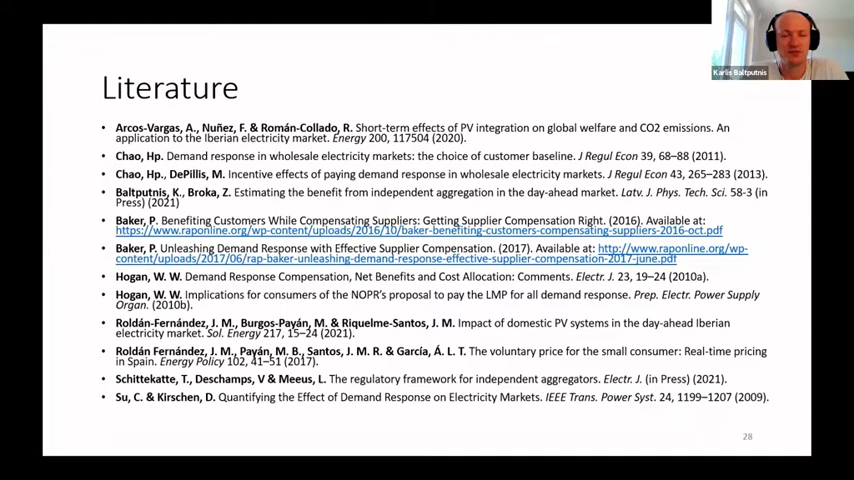 Karlis Baltputnis
Literature
• Arcos-Vargas, A., Nuñez, F. & Román-Collado, R. Short-term effects of PV integration on global welfare and CO2 emissions. An
application to the Iberian electricity market. Energy 200, 117504 (2020).
• Chao, Hp. Demand response in wholesale electricity markets: the choice of customer baseline. J Regul Econ 39, 68–88 (2011).
• Chao, Hp., DePillis, M. Incentive effects of paying demand response in wholesale electricity markets. J Regul Econ 43, 265–283 (2013).
• Baltputnis, K., Broka, Z. Estimating the benefit from independent aggregation in the day-ahead market. Latv. J. Phys. Tech. Sci. 58-3 (in
Press) (2021)
• Baker, P. Benefiting Customers While Compensating Suppliers: Getting Supplier Compensation Right. (2016). Available at:
https://www.raponline.org/wp-content/uploads/2016/10/baker-benefiting-customers-compensating-suppliers-2016-oct.pdf
• Baker, P. Unleashing Demand Response with Effective Supplier Compensation. (2017). Available at: http://www.raponline.org/wp-
content/uploads/2017/06/rap-baker-unleashing-demand-response-effective-supplier-compensation-2017-june.pdf
• Hogan, W. W. Demand Response Compensation, Net Benefits and Cost Allocation: Comments. Electr. J. 23, 19–24 (2010a).
• Hogan, W. W. Implications for consumers of the NOPR's proposal to pay the LMP for all demand response. Prep. Electr. Power Supply
Organ. (2010b).
• Roldán-Fernández, J. M., Burgos-Payán, M. & Riquelme-Santos, J. M. Impact of domestic PV systems in the day-ahead Iberian
electricity market. Sol. Energy 217, 15–24 (2021).
• Roldán Fernández, J. M., Payán, M. B., Santos, J. M. R. & García, Á. L. T. The voluntary price for the small consumer: Real-time pricing
in Spain. Energy Policy 102, 41–51 (2017).
• Schittekatte, T., Deschamps, V & Meeus, L. The regulatory framework for independent aggregators. Electr. J. (in Press) (2021).
• Su, C. & Kirschen, D. Quantifying the Effect of Demand Response on Electricity Markets. IEEE Trans. Power Syst. 24, 1199–1207 (2009).
28